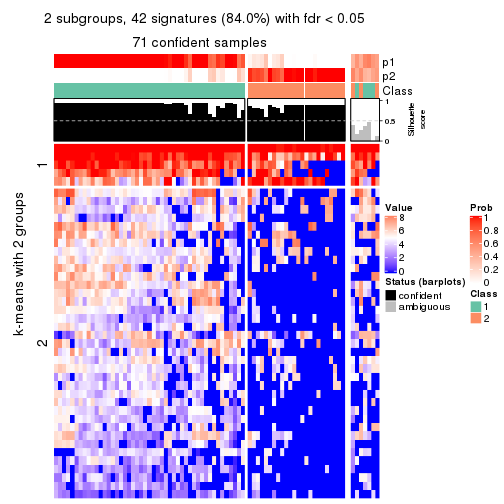 2 subgroups, 42 signatures (84.0%) with fdr < 0.05
71 confident samples
p1
p2
Class
1
0.5
0
Silhouette
score
k-means with 2 groups
1
2
Value
8
6
4
2
0
Status (barplots)
confident
ambiguous
Prob
1
0.8
0.6
0.4
0.2
0
Class
1
2